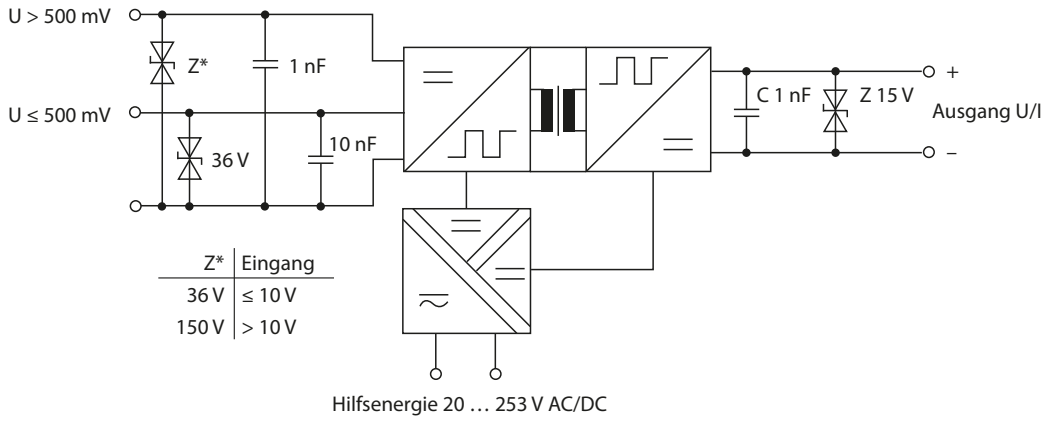 U > 500 mV
Z*
1 nF
U ≤ 500 mV
36 V
10 nF
C 1 nF
Z 15 V
+
Ausgang U/I
–
Z* Eingang
36 V ≤ 10 V
150 V > 10 V
Hilfsenergie 20 … 253 V AC/DC